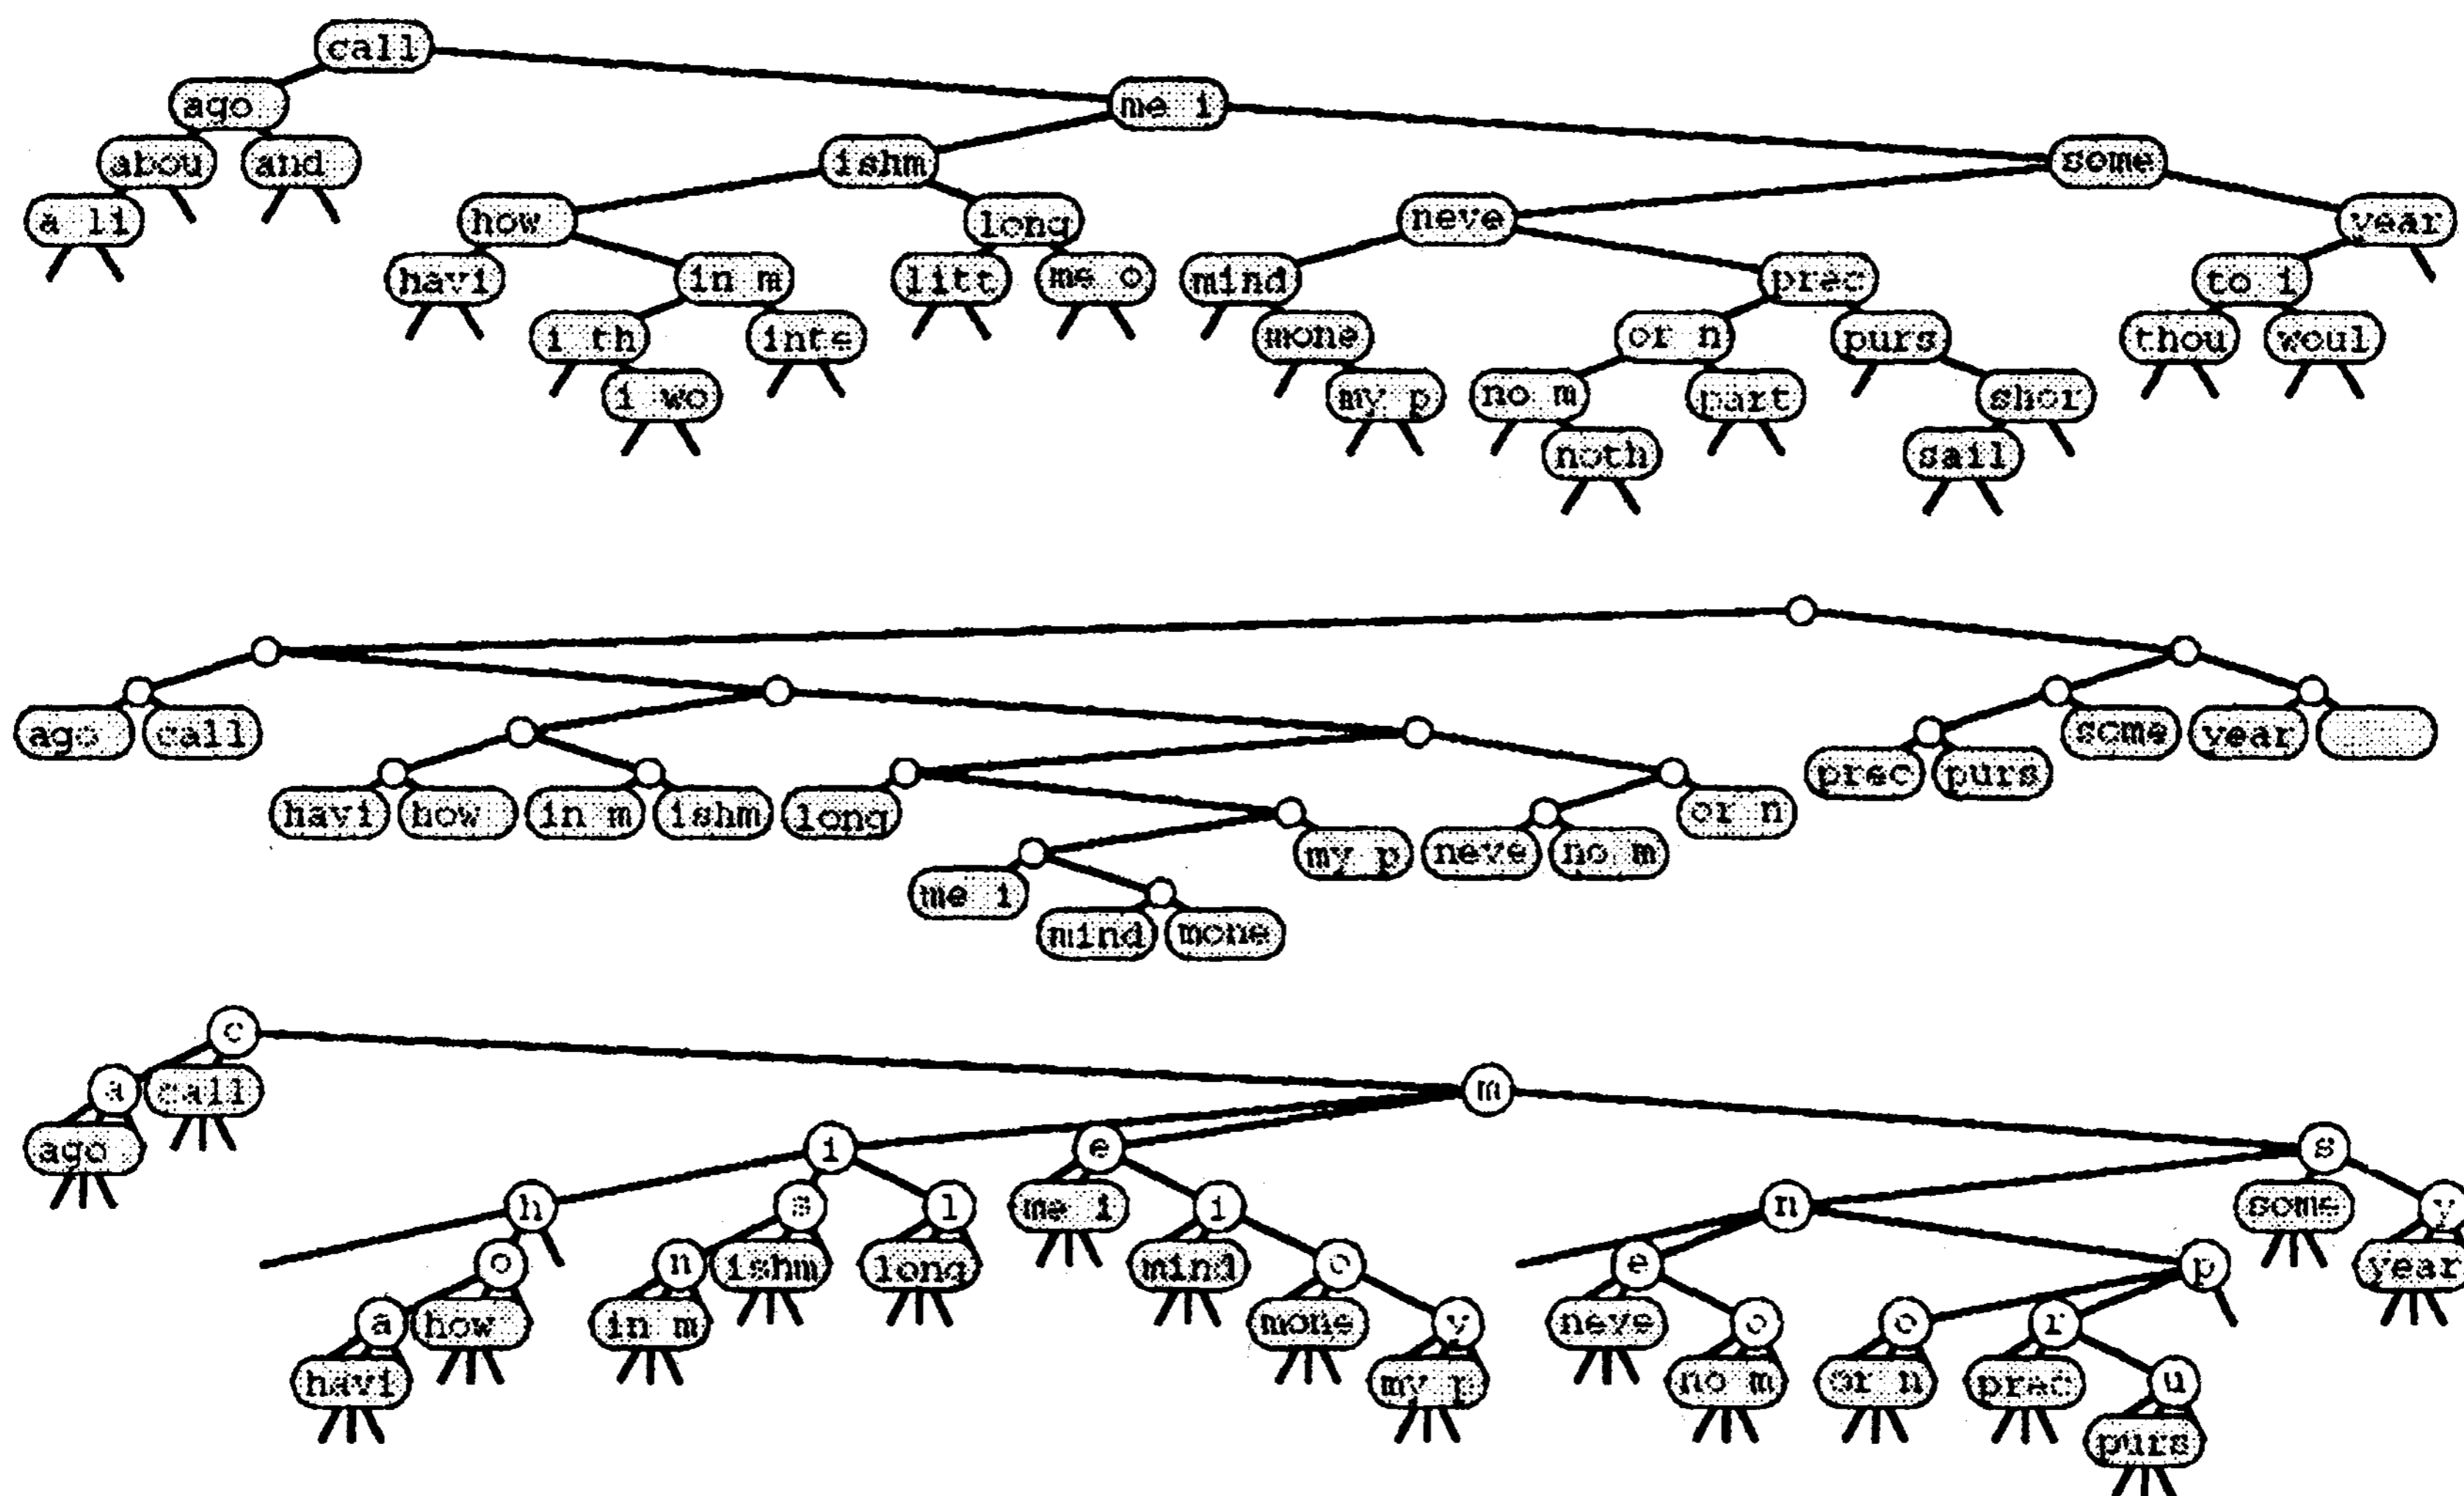 call
ago me i
abou and ishm some
a li how long neve year
havi in m litt me o mind prec to i
i th inte mone or n purs thou woul
i wo my p no m part shor
noth sail
ago call some year
prec purs
havi how in m ishm long or n
my p neve no m
me i
mind mone
c
a call m
ago i e s
h s l me i i n some y
o n ishm long mind o e p year
a how in m mone y neve o o r
havi my p no m or n prec u
purs